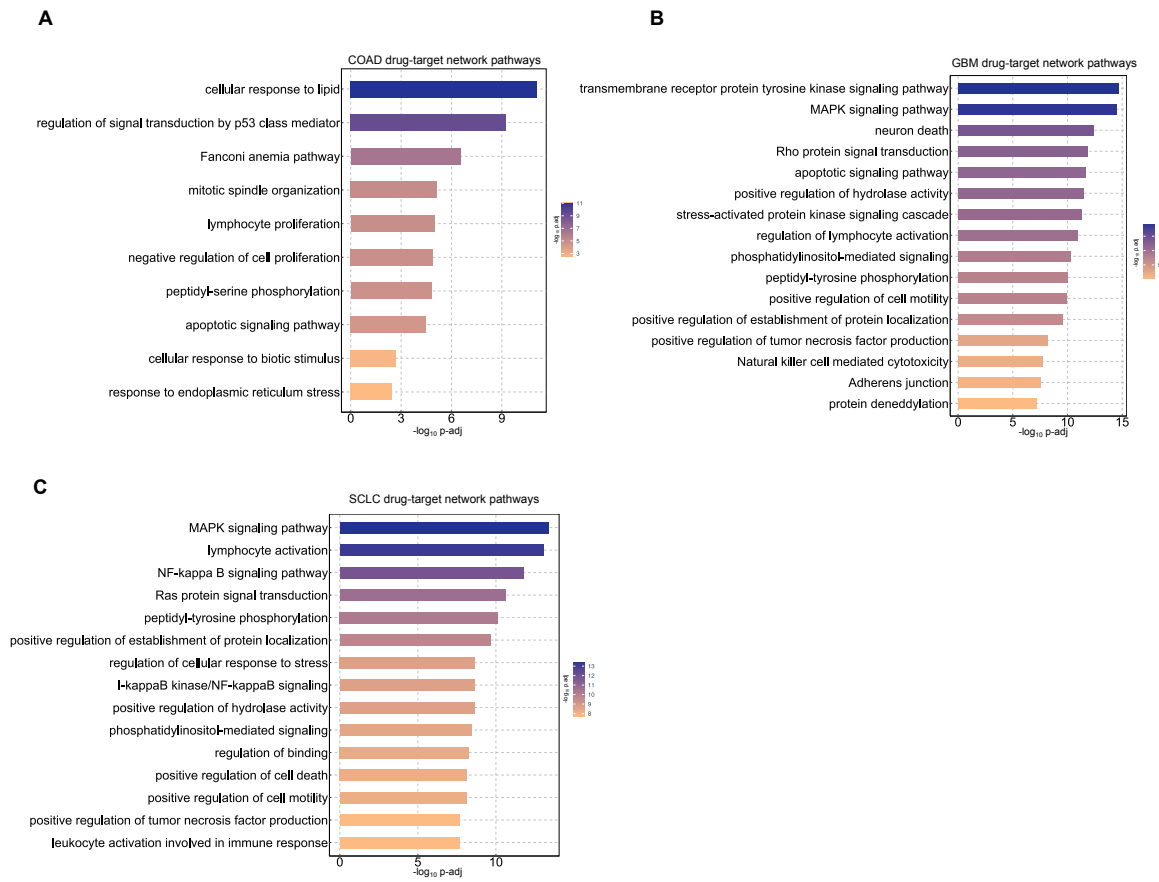 A
COAD drug-target network pathways
cellular response to lipid
regulation of signal transduction by p53 class mediator
Fanconi anemia pathway
mitotic spindle organization
lymphocyte proliferation
negative regulation of cell proliferation
peptidyl-serine phosphorylation
apoptotic signaling pathway
cellular response to biotic stimulus
response to endoplasmic reticulum stress
0 3 6 9
-log₁₀ p-adj
-log₁₀ p.adj
11
9
7
5
3
B
GBM drug-target network pathways
transmembrane receptor protein tyrosine kinase signaling pathway
MAPK signaling pathway
neuron death
Rho protein signal transduction
apoptotic signaling pathway
positive regulation of hydrolase activity
stress-activated protein kinase signaling cascade
regulation of lymphocyte activation
phosphatidylinositol-mediated signaling
peptidyl-tyrosine phosphorylation
positive regulation of cell motility
positive regulation of establishment of protein localization
positive regulation of tumor necrosis factor production
Natural killer cell mediated cytotoxicity
Adherens junction
protein deneddylation
0 5 10 15
-log₁₀ p-adj
-log₁₀ p.adj
C
SCLC drug-target network pathways
MAPK signaling pathway
lymphocyte activation
NF-kappa B signaling pathway
Ras protein signal transduction
peptidyl-tyrosine phosphorylation
positive regulation of establishment of protein localization
regulation of cellular response to stress
I-kappaB kinase/NF-kappaB signaling
positive regulation of hydrolase activity
phosphatidylinositol-mediated signaling
regulation of binding
positive regulation of cell death
positive regulation of cell motility
positive regulation of tumor necrosis factor production
leukocyte activation involved in immune response
0 5 10
-log₁₀ p-adj
-log₁₀ p.adj
13
12
11
10
9
8